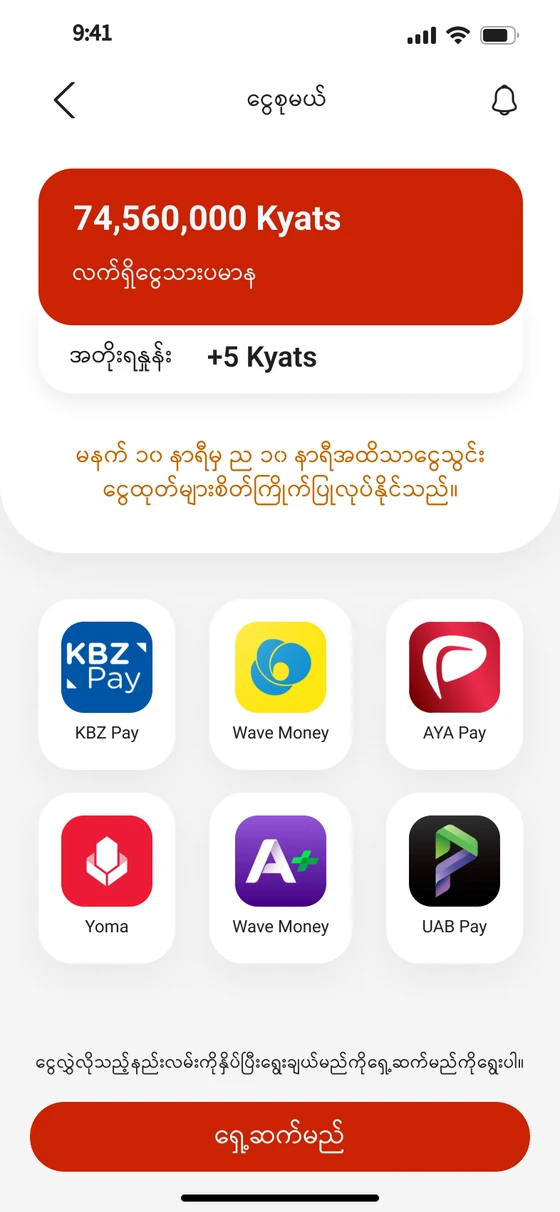 9:41
ငွေစုမယ်
74,560,000 Kyats
လက်ရှိငွေသားပမာန
အတိုးရနှုန်း +5 Kyats
မနက် ၁၀ နာရီမှ ည ၁၀ နာရီအထိသာငွေသွင်း
ငွေထုတ်များစိတ်ကြိုက်ပြုလုပ်နိုင်သည်။
KBZ
Pay
KBZ Pay
Wave Money
AYA Pay
A+
Yoma
Wave Money
UAB Pay
ငွေလွှဲလိုသည့်နည်းလမ်းကိုနှိပ်ပြီးရွေးချယ်မည်ကိုရှေ့ဆက်မည်ကိုရွေးပါ။
ရှေ့ဆက်မည်